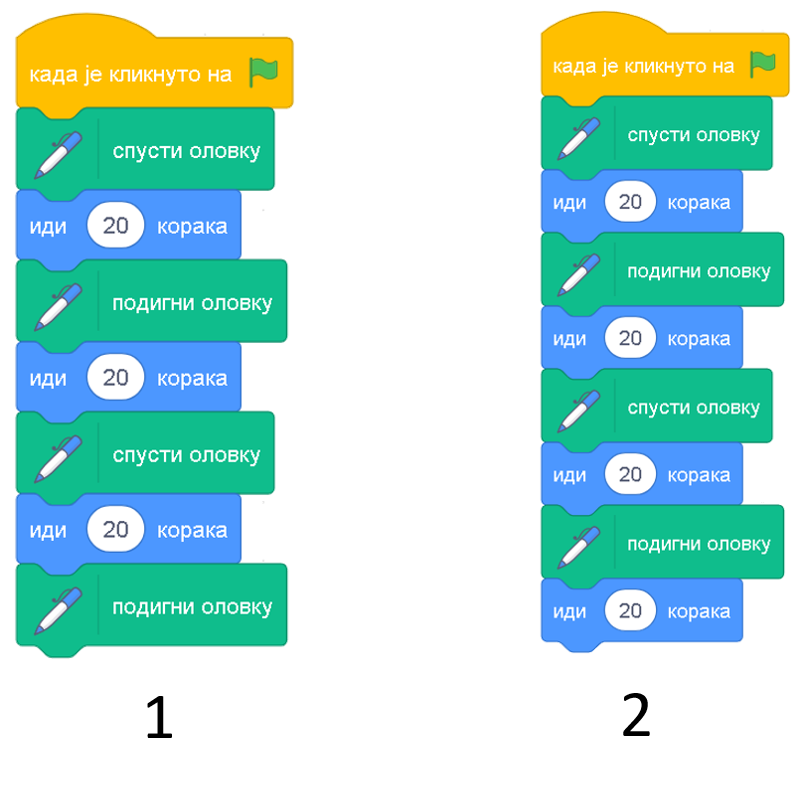 када је кликнуто на
спусти оловку
иди 20 корака
подигни оловку
иди 20 корака
спусти оловку
иди 20 корака
подигни оловку
1
када је кликнуто на
спусти оловку
иди 20 корака
подигни оловку
иди 20 корака
спусти оловку
иди 20 корака
подигни оловку
иди 20 корака
2